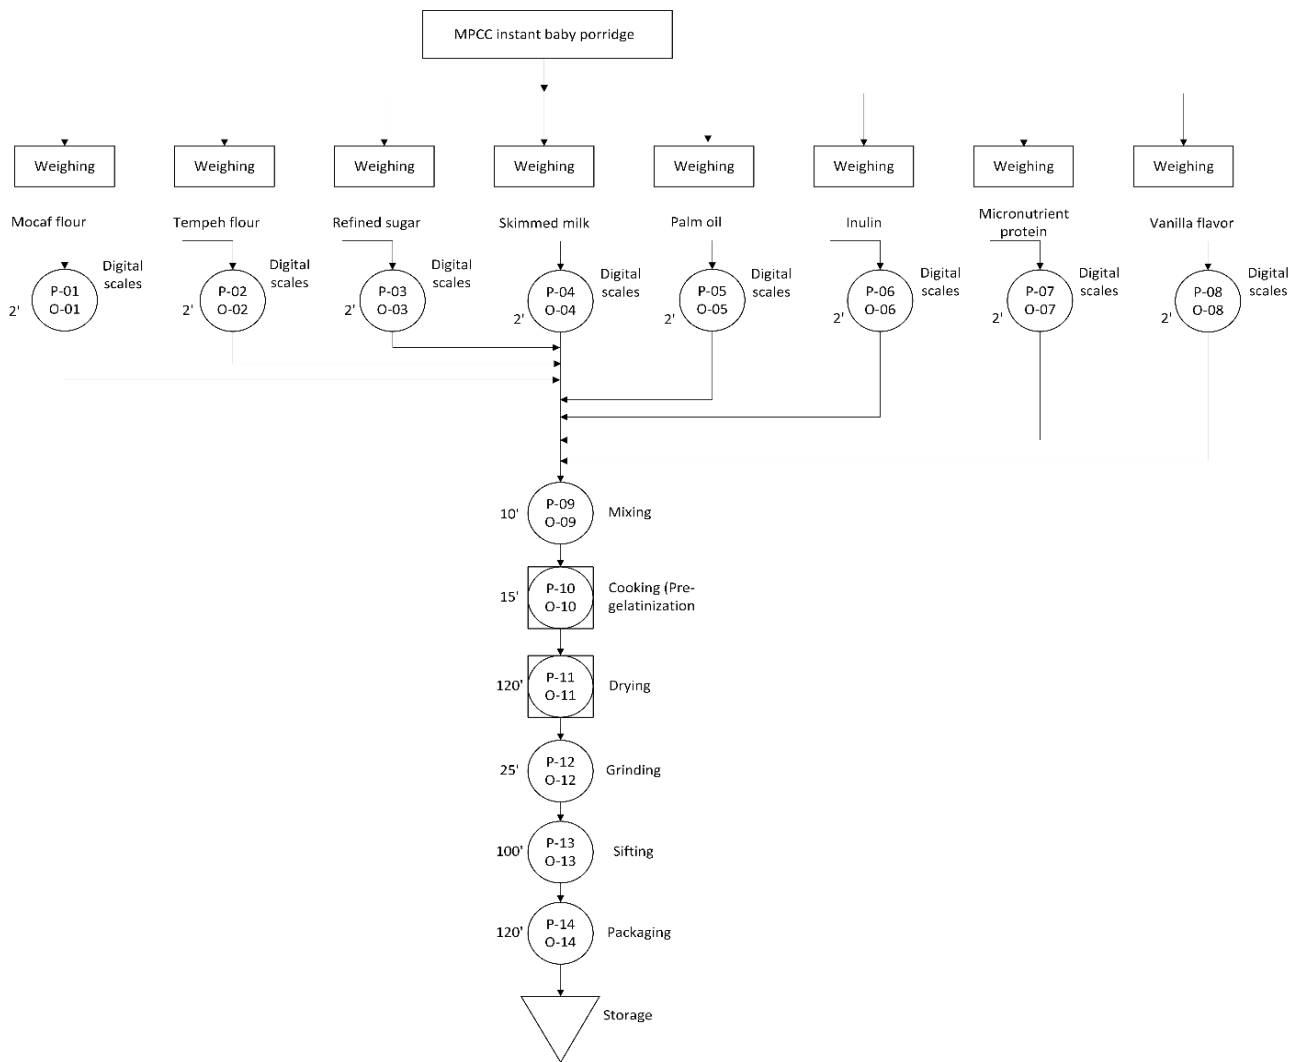 MPCC instant baby porridge
Weighing
Weighing
Weighing
Weighing
Weighing
Weighing
Weighing
Weighing
Mocaf flour
Tempeh flour
Refined sugar
Skimmed milk
Palm oil
Inulin
Micronutrient
protein
Vanilla flavor
2'
P-01
O-01
Digital
scales
2'
P-02
O-02
Digital
scales
2'
P-03
O-03
Digital
scales
2'
P-04
O-04
Digital
scales
2'
P-05
O-05
Digital
scales
2'
P-06
O-06
Digital
scales
2'
P-07
O-07
Digital
scales
2'
P-08
O-08
Digital
scales
10'
P-09
O-09
Mixing
15'
P-10
O-10
Cooking (Pre-
gelatinization
120'
P-11
O-11
Drying
25'
P-12
O-12
Grinding
100'
P-13
O-13
Sifting
120'
P-14
O-14
Packaging
Storage